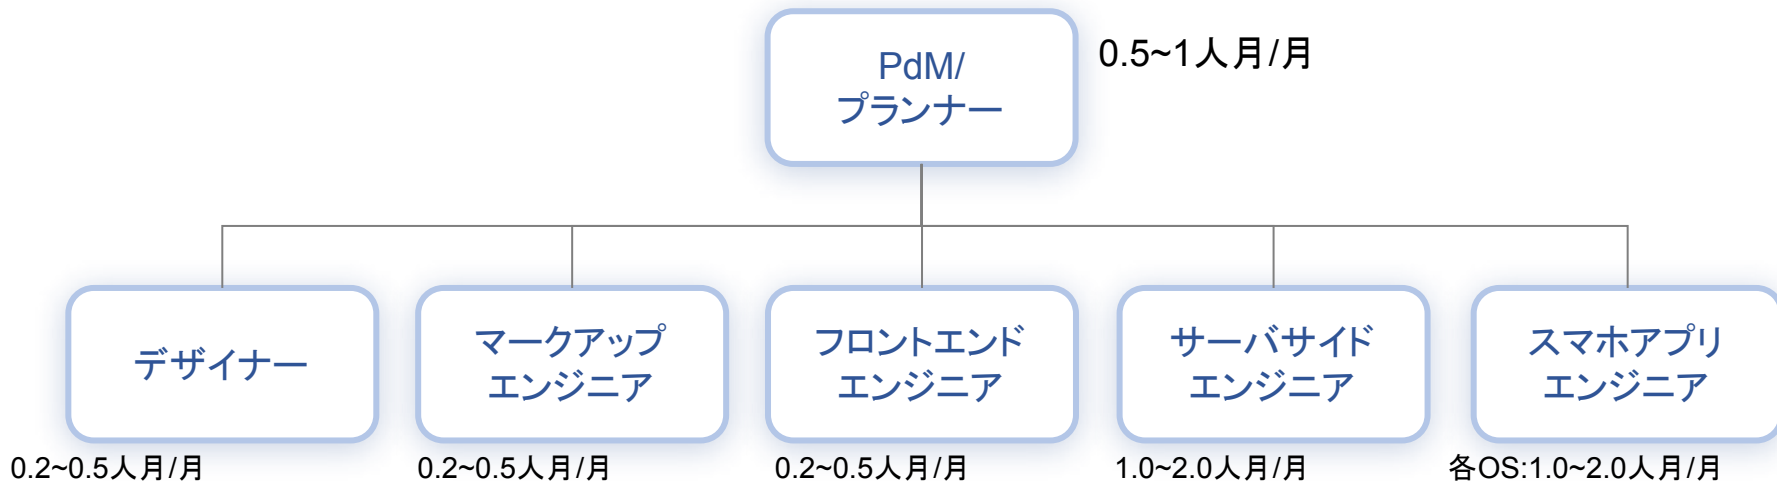 PdM/
プランナー
0.5~1人月/月
デザイナー
マークアップ
エンジニア
フロントエンド
エンジニア
サーバサイド
エンジニア
スマホアプリ
エンジニア
0.2~0.5人月/月
0.2~0.5人月/月
0.2~0.5人月/月
1.0~2.0人月/月
各OS:1.0~2.0人月/月